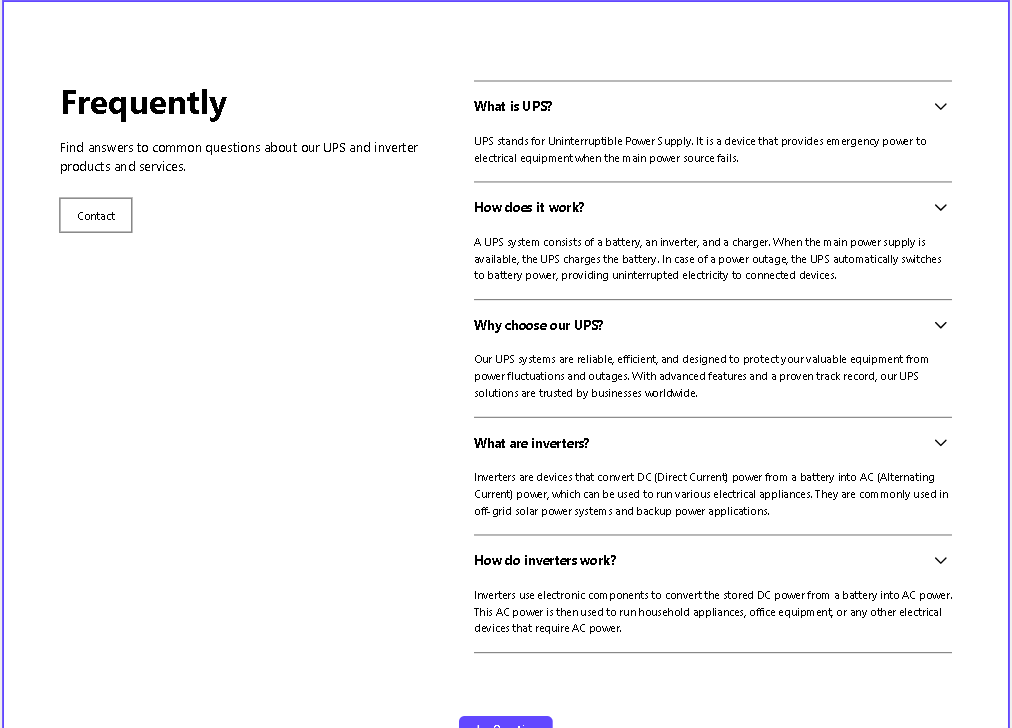 Frequently
Find answers to common questions about our UPS and inverter
products and services.
Contact
What is UPS?
UPS stands for Uninterruptible Power Supply. It is a device that provides emergency power to
electrical equipment when the main power source fails.
How does it work?
A UPS system consists of a battery, an inverter, and a charger. When the main power supply is
available, the UPS charges the battery. In case of a power outage, the UPS automatically switches
to battery power, providing uninterrupted electricity to connected devices.
Why choose our UPS?
Our UPS systems are reliable, efficient, and designed to protect your valuable equipment from
power fluctuations and outages. With advanced features and a proven track record, our UPS
solutions are trusted by businesses worldwide.
What are inverters?
Inverters are devices that convert DC (Direct Current) power from a battery into AC (Alternating
Current) power, which can be used to run various electrical appliances. They are commonly used in
off-grid solar power systems and backup power applications.
How do inverters work?
Inverters use electronic components to convert the stored DC power from a battery into AC power.
This AC power is then used to run household appliances, office equipment, or any other electrical
devices that require AC power.